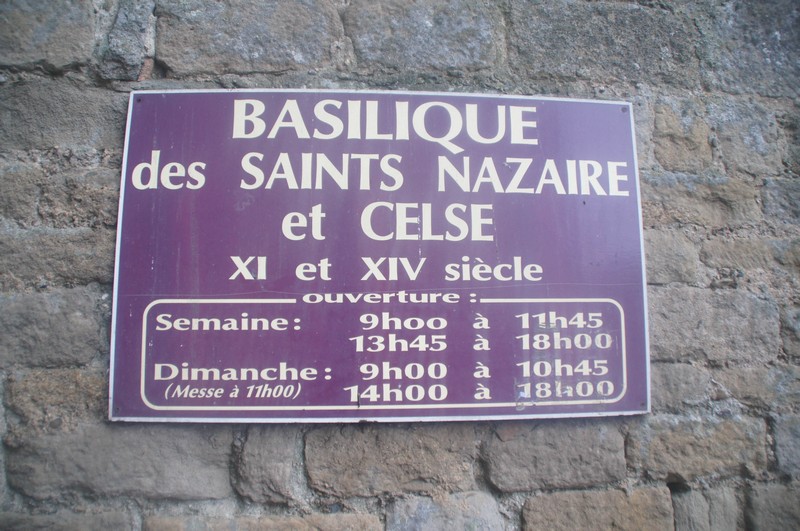 BASILIQUE
des SAINTS NAZAIRE
et CELSE
XI et XIV siècle
ouverture :
Semaine : 9hoo à 11h45
13h45 à 18h00
Dimanche : 9h00 à 10h45
(Messe à 11h00) 14h00 à 18h00